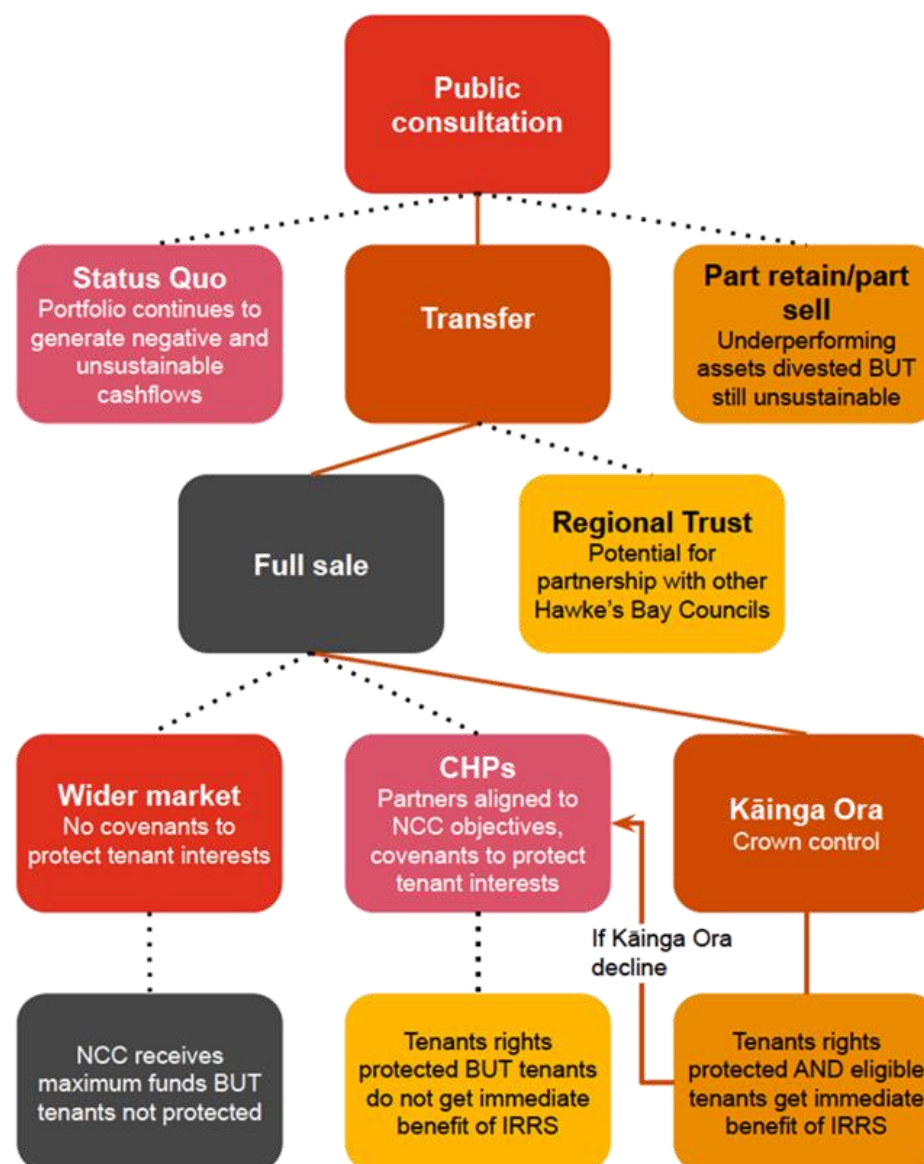 Public
consultation
Status Quo
Portfolio continues to
generate negative and
unsustainable
cashflows
Transfer
Part retain/part
sell
Underperforming
assets divested BUT
still unsustainable
Full sale
Regional Trust
Potential for
partnership with other
Hawke's Bay Councils
Wider market
No covenants to
protect tenant interests
CHPs
Partners aligned to
NCC objectives,
covenants to protect
tenant interests
Kāinga Ora
Crown control
If Kāinga Ora
decline
NCC receives
maximum funds BUT
tenants not protected
Tenants rights
protected BUT tenants
do not get immediate
benefit of IRRS
Tenants rights
protected AND eligible
tenants get immediate
benefit of IRRS